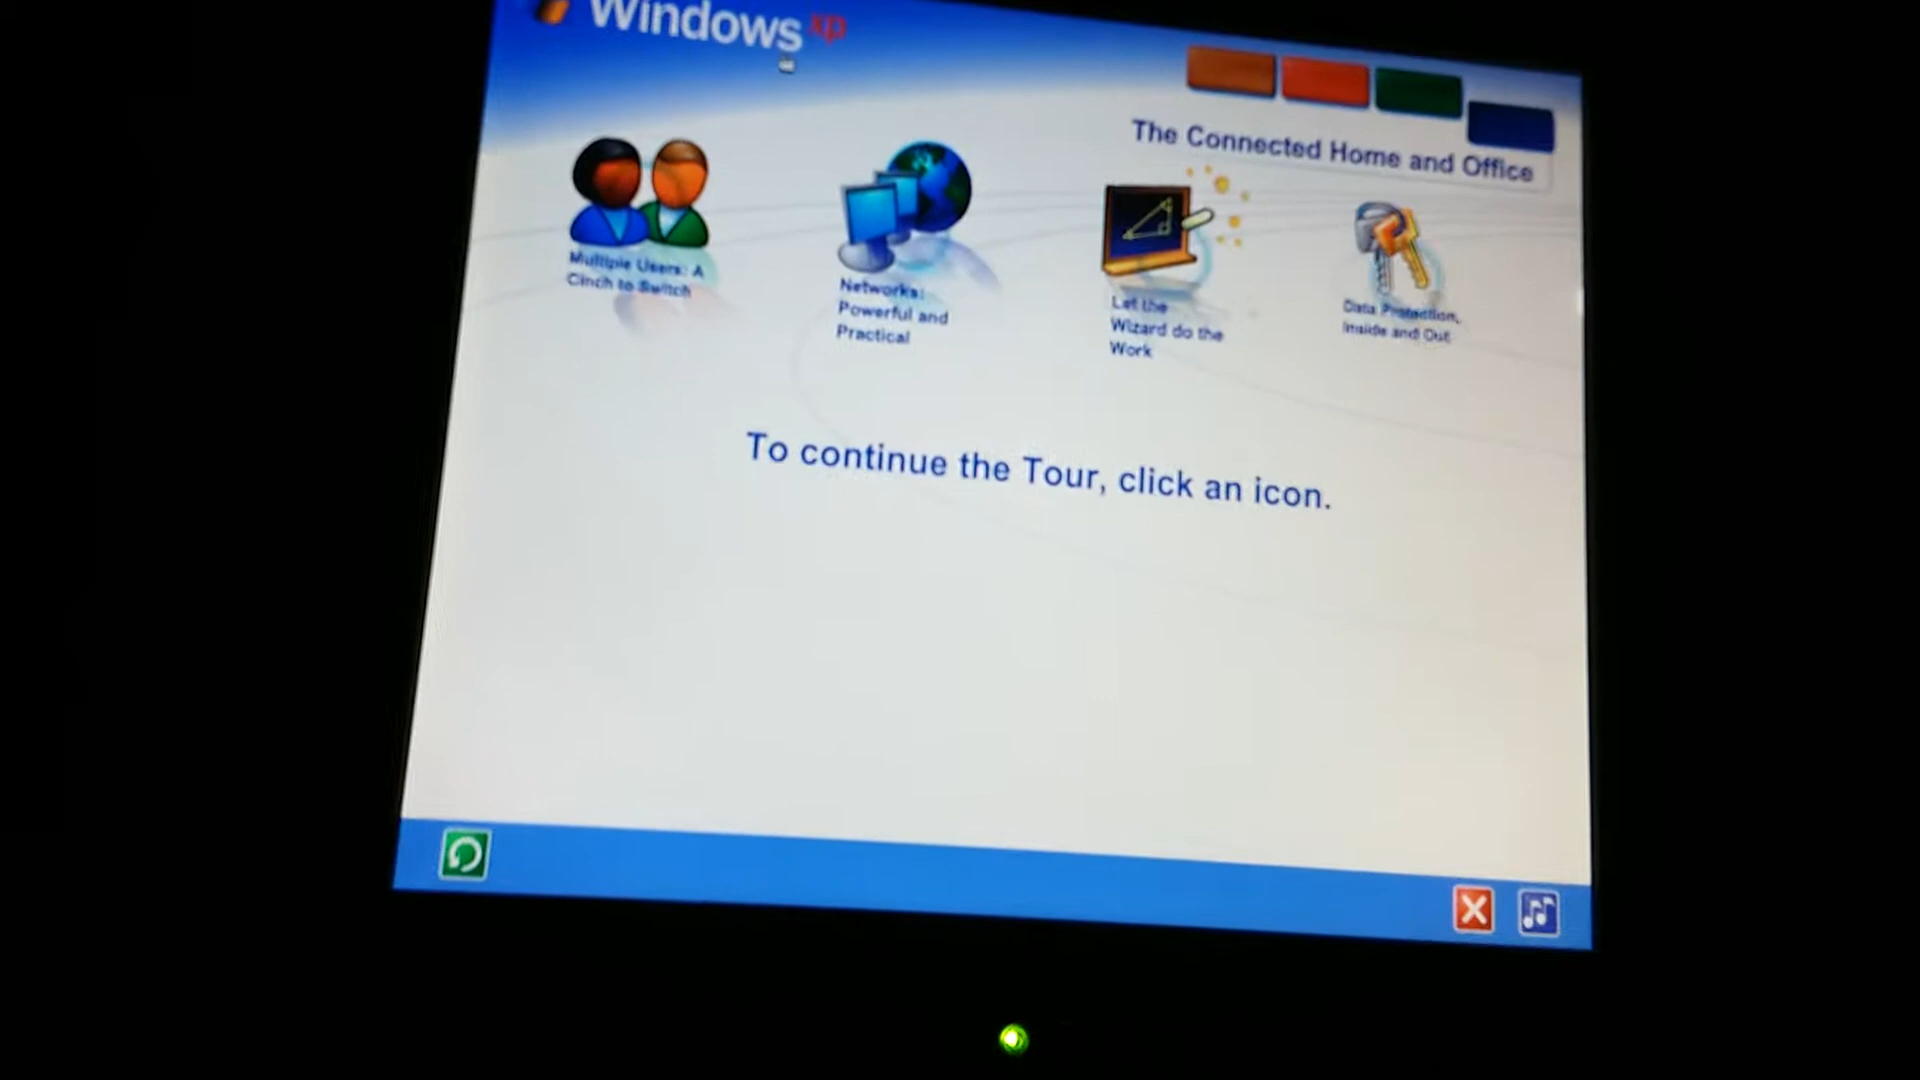 Windows xp
The Connected Home and Office
Multiple Users: A
Cinch to Switch
Networks:
Powerful and
Practical
Let the
Wizard do the
Work
Data Protection,
Inside and Out
To continue the Tour, click an icon.